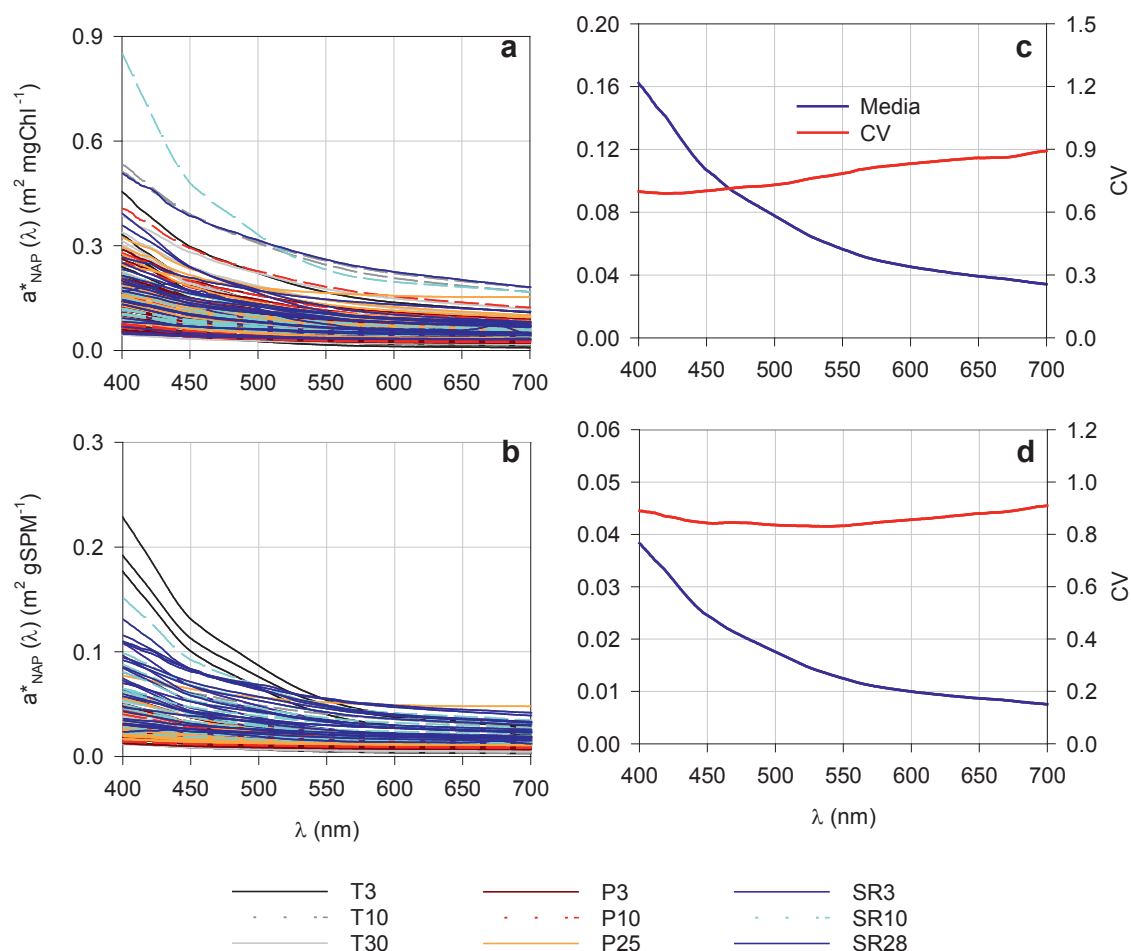 a
a*NAP (λ) (m² mgChl⁻¹)
0.9
0.6
0.3
0.0
400 450 500 550 600 650 700
c
Media
CV
0.20
0.16
0.12
0.08
0.04
0.00
1.5
1.2
0.9
0.6
0.3
0.0
CV
400 450 500 550 600 650 700
b
a*NAP (λ) (m² gSPM⁻¹)
0.3
0.2
0.1
0.0
400 450 500 550 600 650 700
λ (nm)
d
0.06
0.05
0.04
0.03
0.02
0.01
0.00
1.2
1.0
0.8
0.6
0.4
0.2
0.0
CV
400 450 500 550 600 650 700
λ (nm)
T3 P3 SR3
T10 P10 SR10
T30 P25 SR28